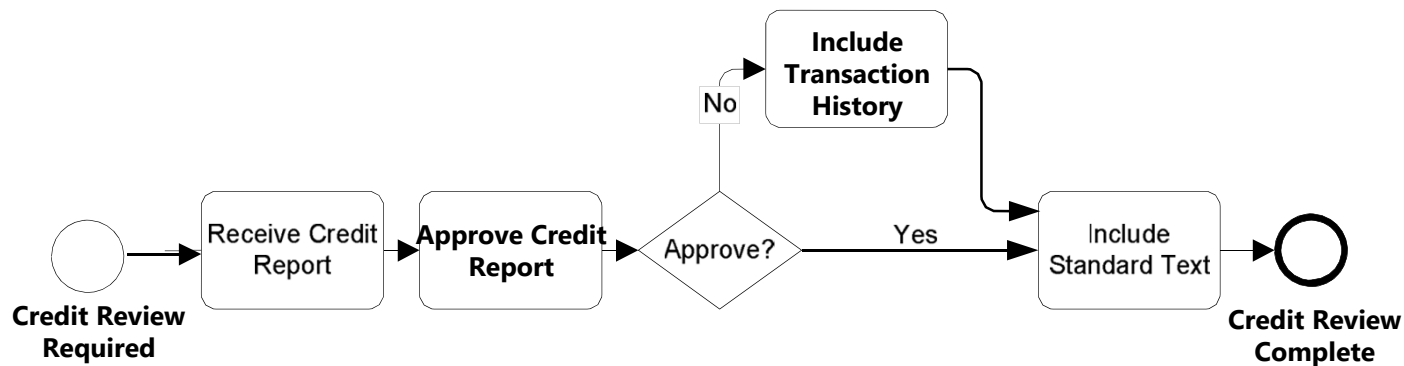 Include
Transaction
History
No
Receive Credit
Report
Approve Credit
Report
Approve?
Yes
Include
Standard Text
Credit Review
Required
Credit Review
Complete